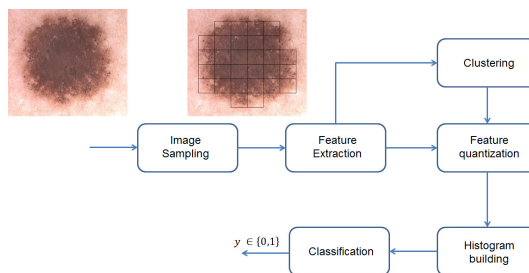 Clustering
Image
Sampling
Feature
Extraction
Feature
quantization
y ∈ {0,1}
Classification
Histogram
building